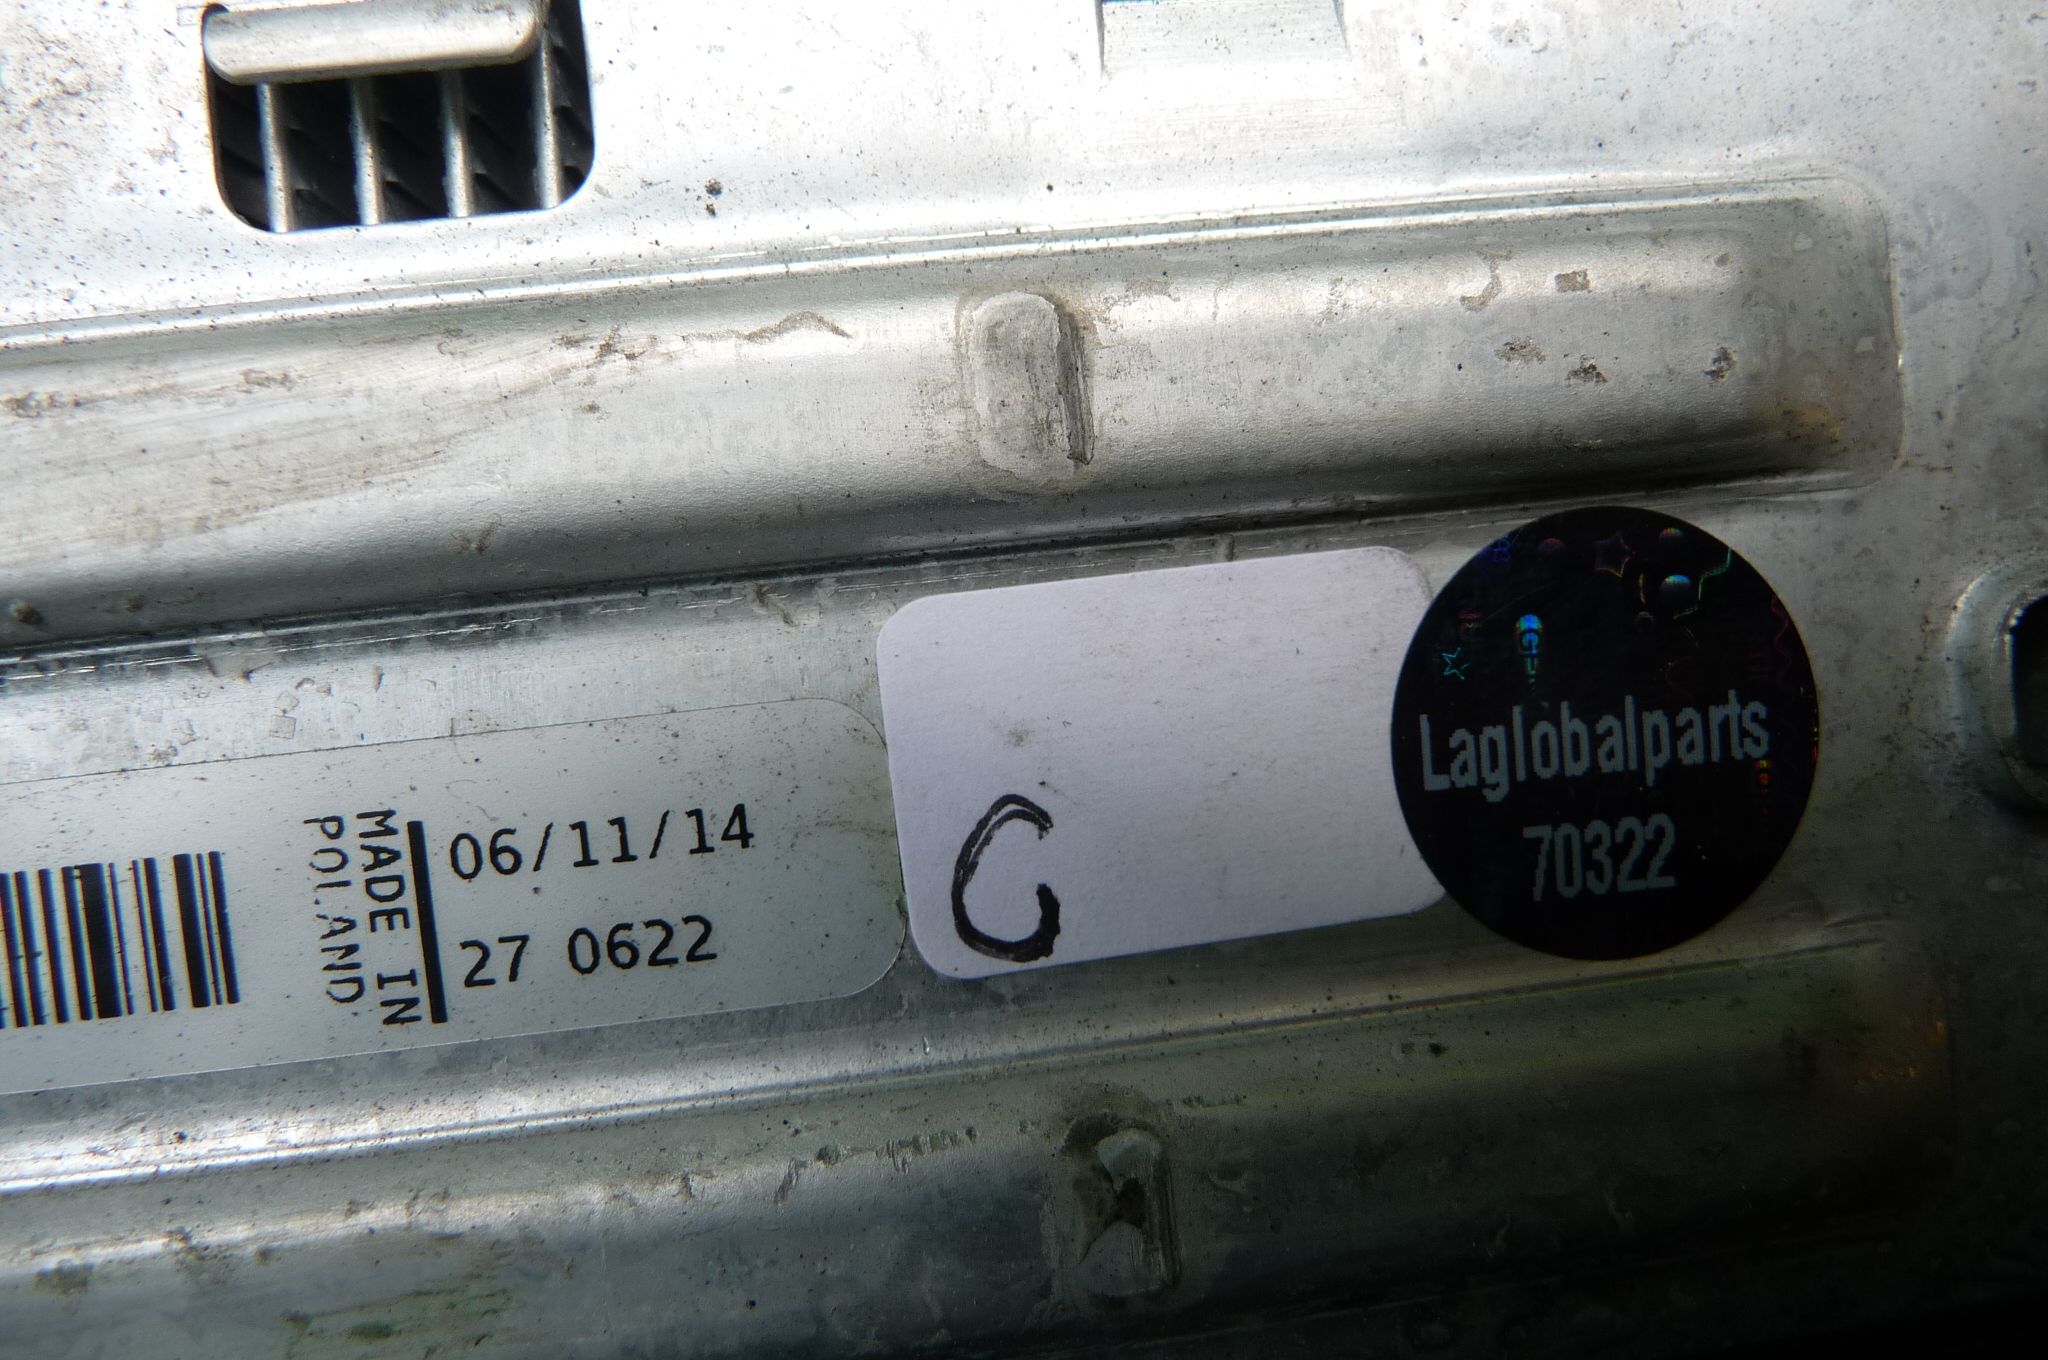 MADE IN
POLAND
06/11/14
27 0622
C
Laglobalparts
70322